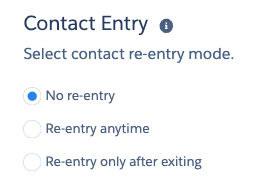 Contact Entry
Select contact re-entry mode.
No re-entry
Re-entry anytime
Re-entry only after exiting